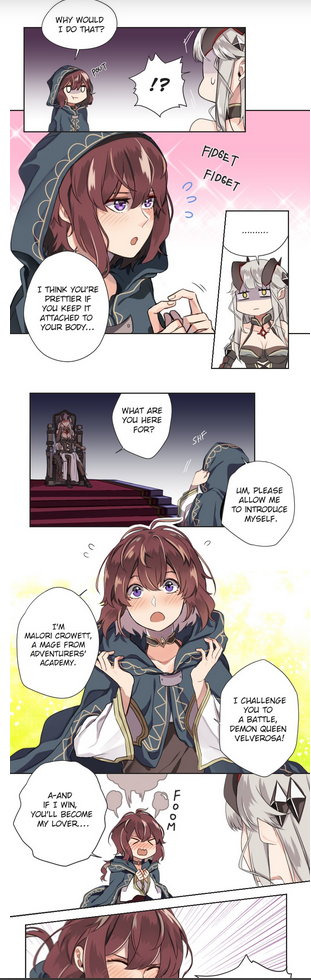 WHY WOULD
I DO THAT?
POUT
!?
FIDGET
FIDGET
..........
I THINK YOU'RE
PRETTIER IF
YOU KEEP IT
ATTACHED TO
YOUR BODY...
WHAT ARE
YOU HERE
FOR?
SHF
UM, PLEASE
ALLOW ME
TO INTRODUCE
MYSELF.
I'M
MALORI CROWETT,
A MAGE FROM
ADVENTURERS'
ACADEMY.
I CHALLENGE
YOU TO
A BATTLE,
DEMON QUEEN
VELVEROSA!
A-AND
IF I WIN,
YOU'LL BECOME
MY LOVER....
FOOM